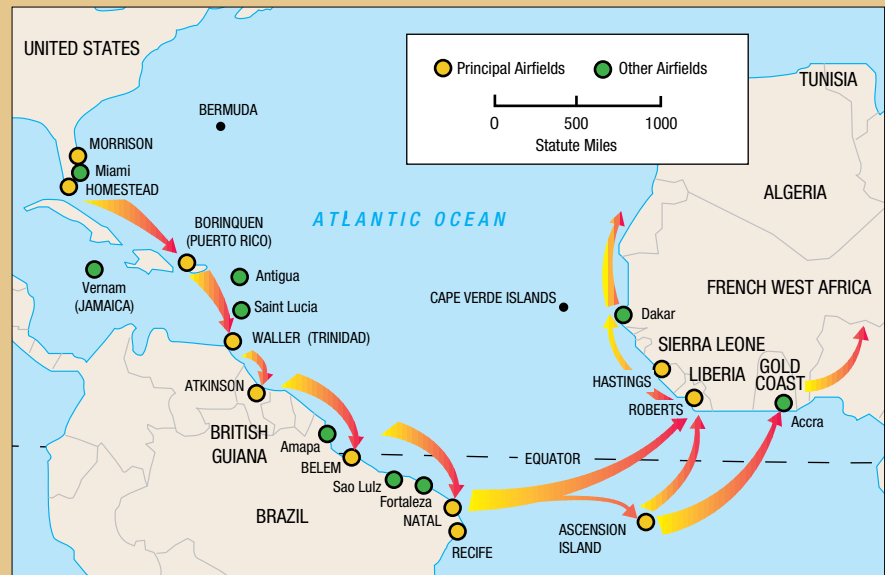 UNITED STATES
Principal Airfields
Other Airfields
0
500
1000
Statute Miles
TUNISIA
BERMUDA
MORRISON
Miami
HOMESTEAD
ALGERIA
BORINQUEN
(PUERTO RICO)
ATLANTIC OCEAN
Antigua
Vernam
(JAMAICA)
Saint Lucia
CAPE VERDE ISLANDS
FRENCH WEST AFRICA
Dakar
WALLER (TRINIDAD)
SIERRA LEONE
HASTINGS
LIBERIA
GOLD
COAST
ATKINSON
ROBERTS
Accra
BRITISH
GUIANA
Amapa
BELEM
EQUATOR
Sao Lulz
Fortaleza
NATAL
BRAZIL
RECIFE
ASCENSION
ISLAND